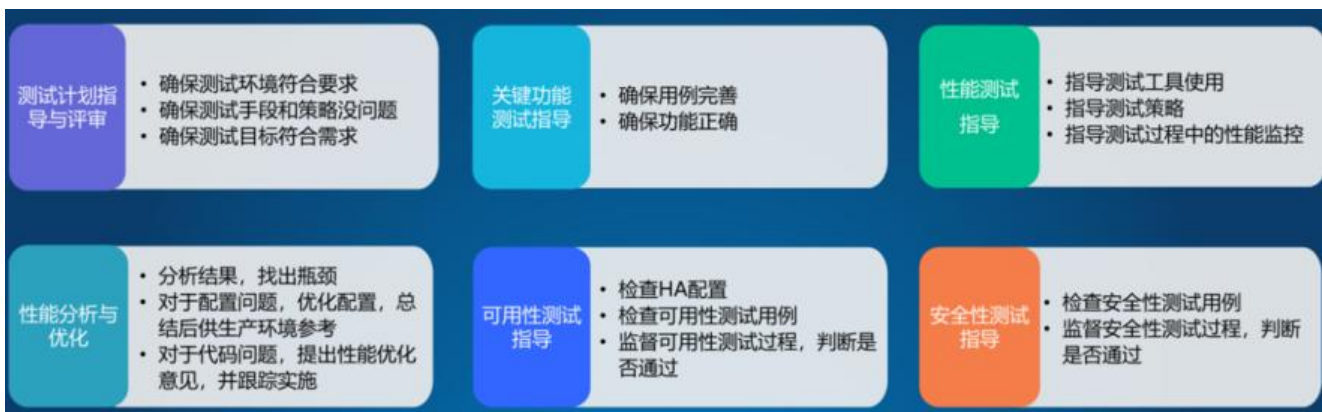 测试计划指
导与评审
• 确保测试环境符合要求
• 确保测试手段和策略没问题
• 确保测试目标符合需求
关键功能
测试指导
• 确保用例完善
• 确保功能正确
性能测试
指导
• 指导测试工具使用
• 指导测试策略
• 指导测试过程中的性能监控
性能分析与
优化
• 分析结果，找出瓶颈
• 对于配置问题，优化配置，总
结后供生产环境参考
• 对于代码问题，提出性能优化
意见，并跟踪实施
可用性测试
指导
• 检查HA配置
• 检查可用性测试用例
• 监督可用性测试过程，判断是
否通过
安全性测试
指导
• 检查安全性测试用例
• 监督安全性测试过程，判断
是否通过